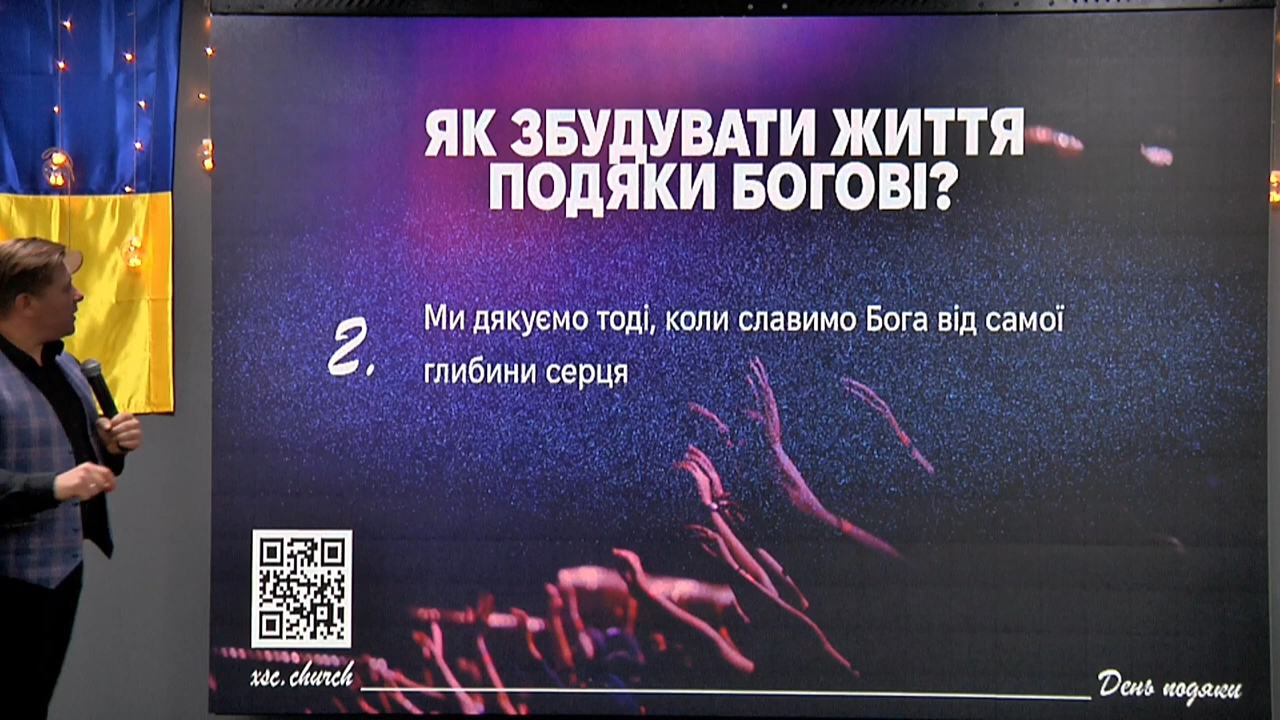 ЯК ЗБУДУВАТИ ЖИТТЯ
ПОДЯКИ БОГОВІ?
2. Ми дякуємо тоді, коли славимо Бога від самої
глибини серця
xsc.church
День подяки